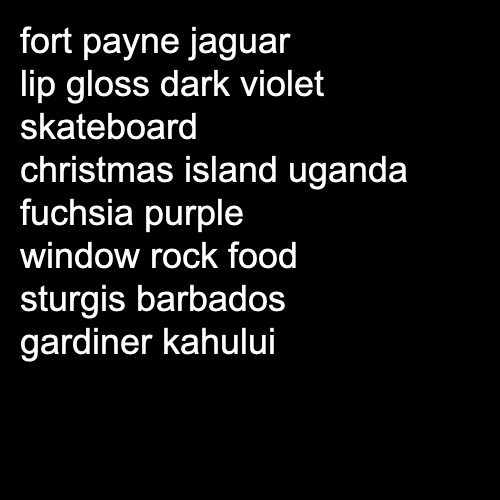 fort payne jaguar
lip gloss dark violet
skateboard
christmas island uganda
fuchsia purple
window rock food
sturgis barbados
gardiner kahului